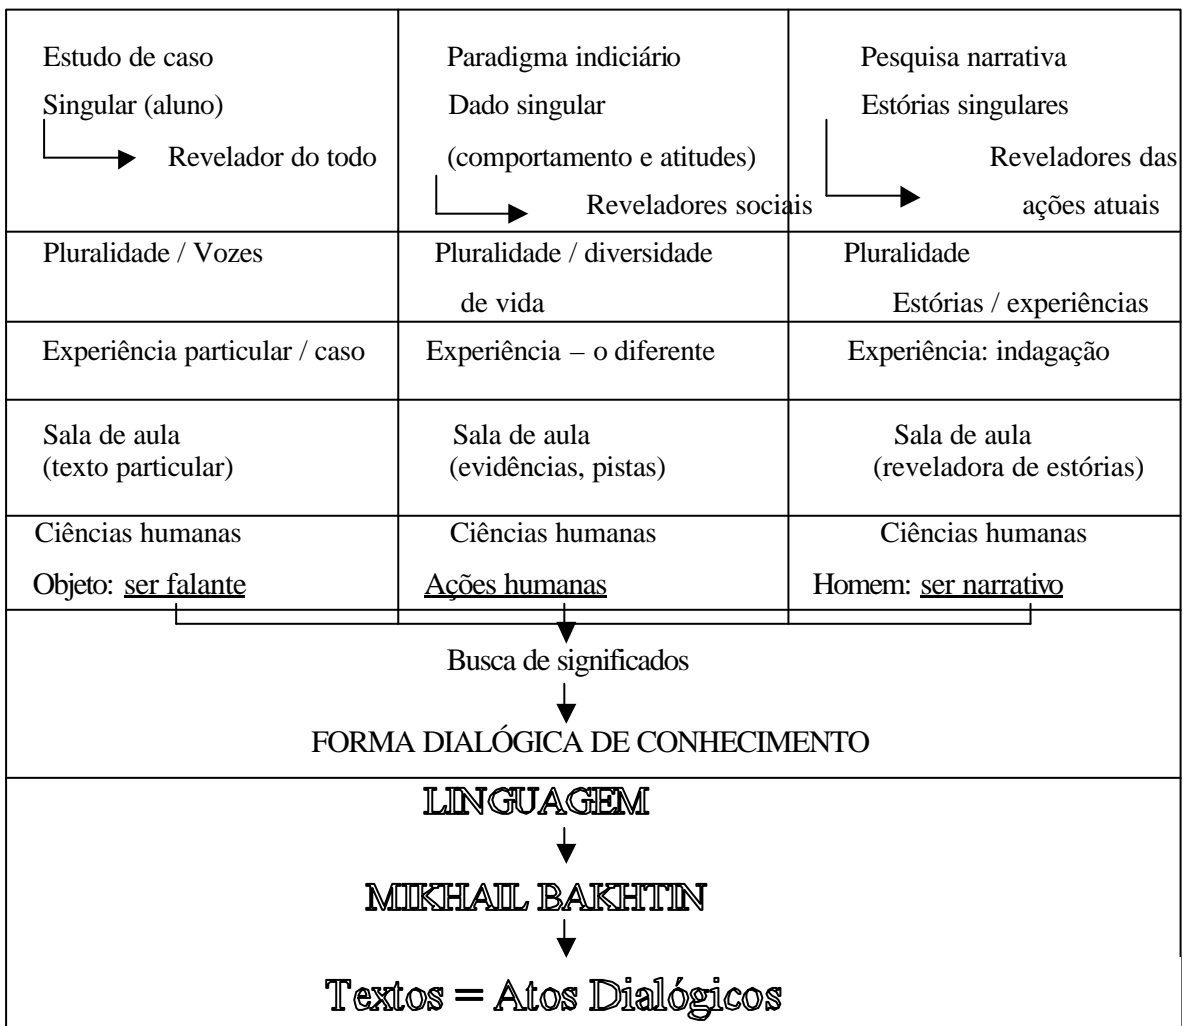 Estudo de caso
Singular (aluno)
Revelador do todo
Paradigma indiciário
Dado singular
(comportamento e atitudes)
Reveladores sociais
Pesquisa narrativa
Estórias singulares
Reveladores das
ações atuais
Pluralidade / Vozes
Pluralidade / diversidade
de vida
Pluralidade
Estórias / experiências
Experiência particular / caso
Experiência – o diferente
Experiência: indagação
Sala de aula
(texto particular)
Sala de aula
(evidências, pistas)
Sala de aula
(reveladora de estórias)
Ciências humanas
Objeto: ser falante
Ciências humanas
Ações humanas
Ciências humanas
Homem: ser narrativo
Busca de significados
FORMA DIALÓGICA DE CONHECIMENTO
LINGUAGEM
MIKHAIL BAKHTIN
Textos = Atos Dialógicos